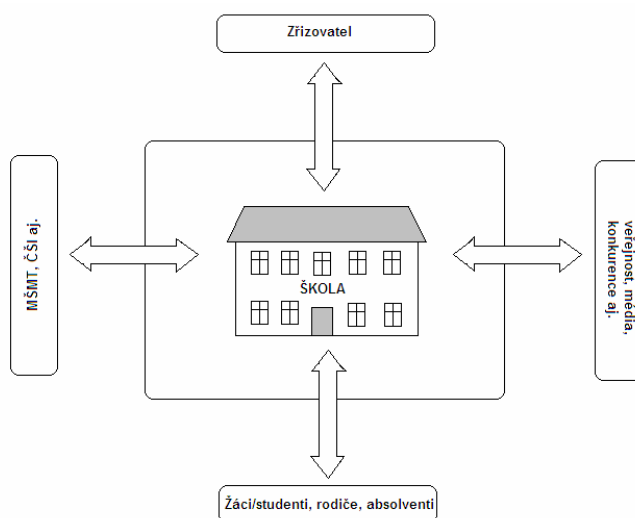 Zřizovatel
MŠMT, ČŠI aj.
ŠKOLA
veřejnost, média,
konkurence aj.
Žáci/studenti, rodiče, absolventi